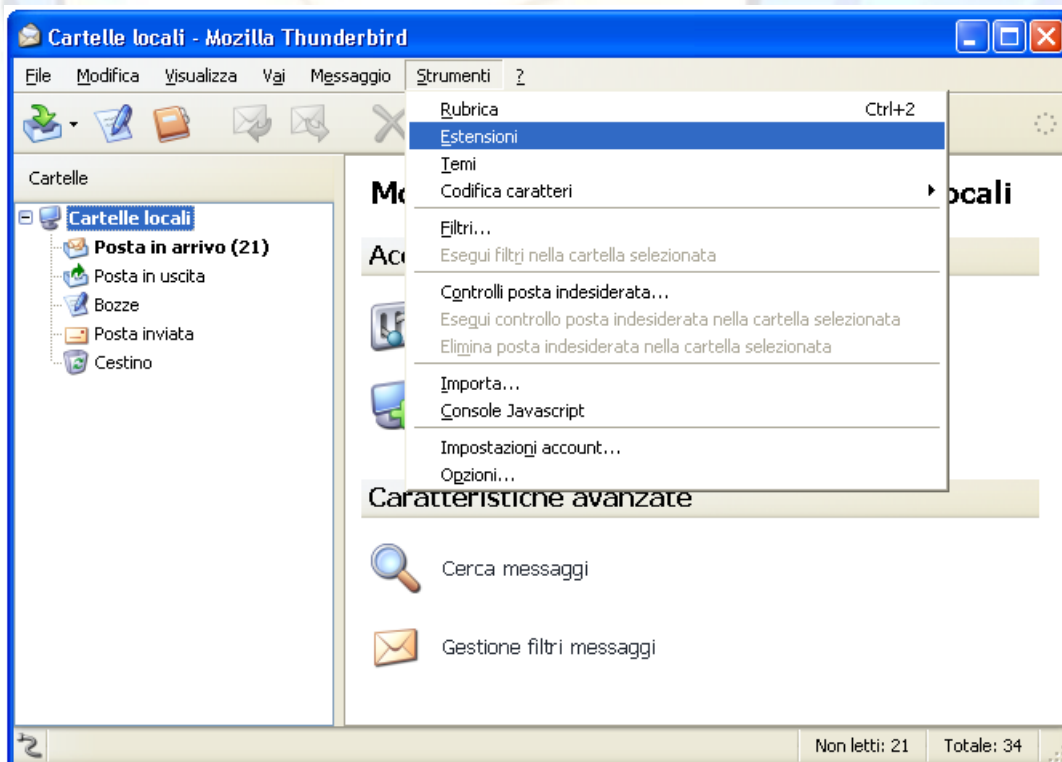 Cartelle locali - Mozilla Thunderbird
File Modifica Visualizza Vai Messaggio Strumenti ?
Rubrica Ctrl+2
Estensioni
Temi
Codifica caratteri
Filtri...
Esegui filtri nella cartella selezionata
Controlli posta indesiderata...
Esegui controllo posta indesiderata nella cartella selezionata
Elimina posta indesiderata nella cartella selezionata
Importa...
Console Javascript
Impostazioni account...
Opzioni...
Cartelle
Cartelle locali
Posta in arrivo (21)
Posta in uscita
Bozze
Posta inviata
Cestino
Caratteristiche avanzate
Cerca messaggi
Gestione filtri messaggi
Non letti: 21 Totale: 34